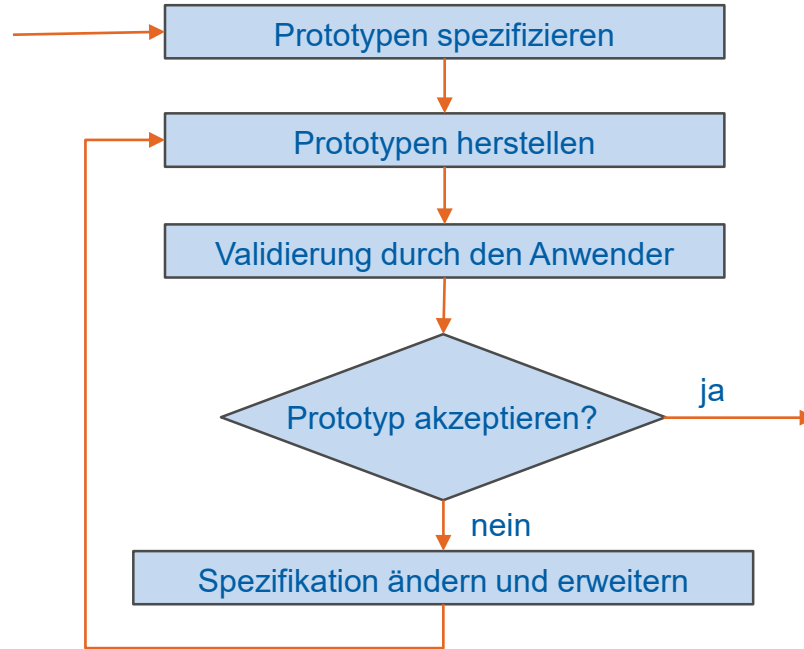 Prototypen spezifizieren
Prototypen herstellen
Validierung durch den Anwender
Prototyp akzeptieren?
ja
nein
Spezifikation ändern und erweitern